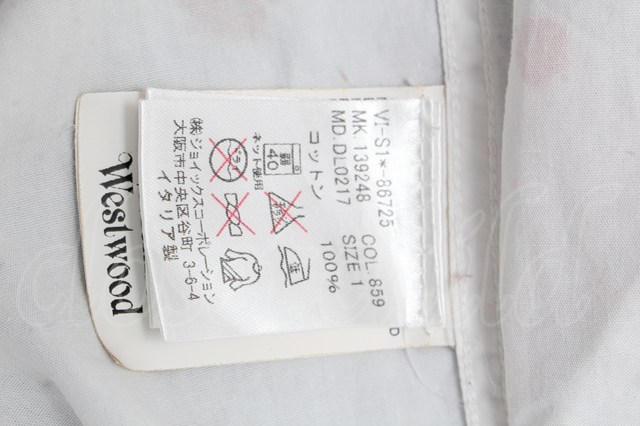 VI-S1*-86725 COL.859
MK 139248 SIZE 1
MD.DL0217
コットン 100%
40
ネット使用
㈱ジョイックスコーポレーション
大阪市中央区谷町 3-6-4
イタリア製
Westwood
D